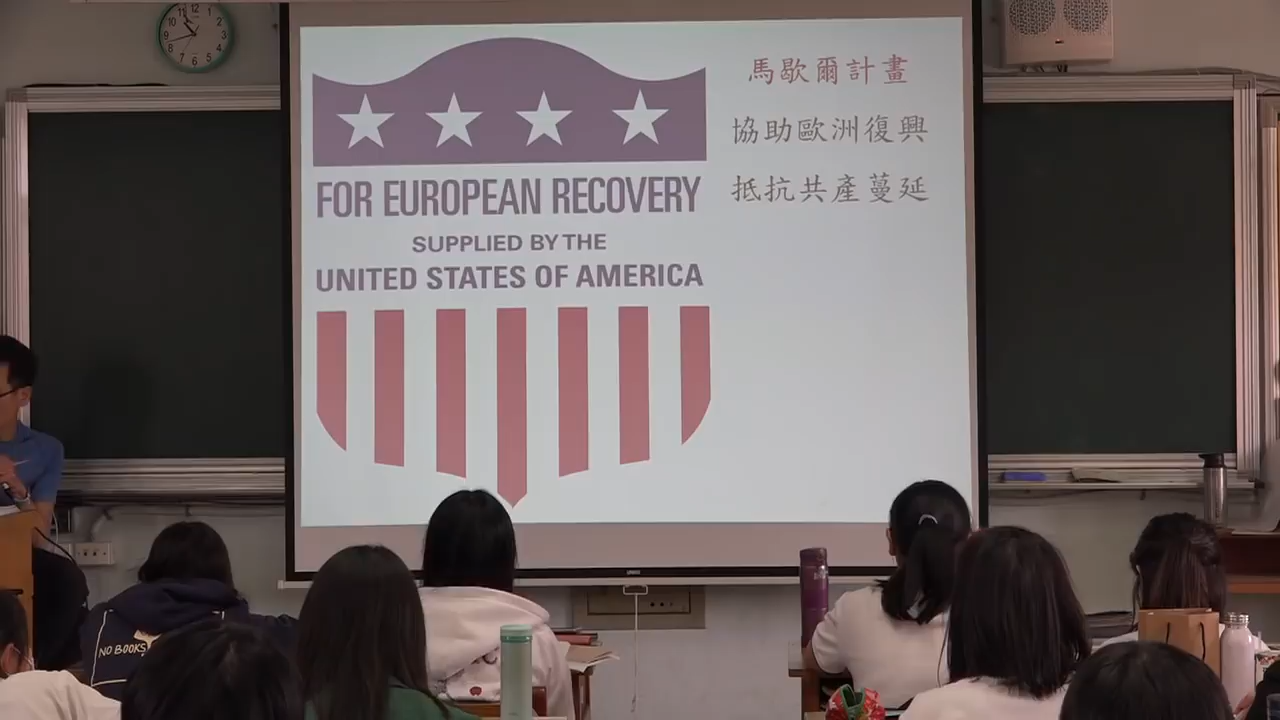 FOR EUROPEAN RECOVERY
SUPPLIED BY THE
UNITED STATES OF AMERICA
馬歇爾計畫
協助歐洲復興
抵抗共產蔓延
NO BOOKS